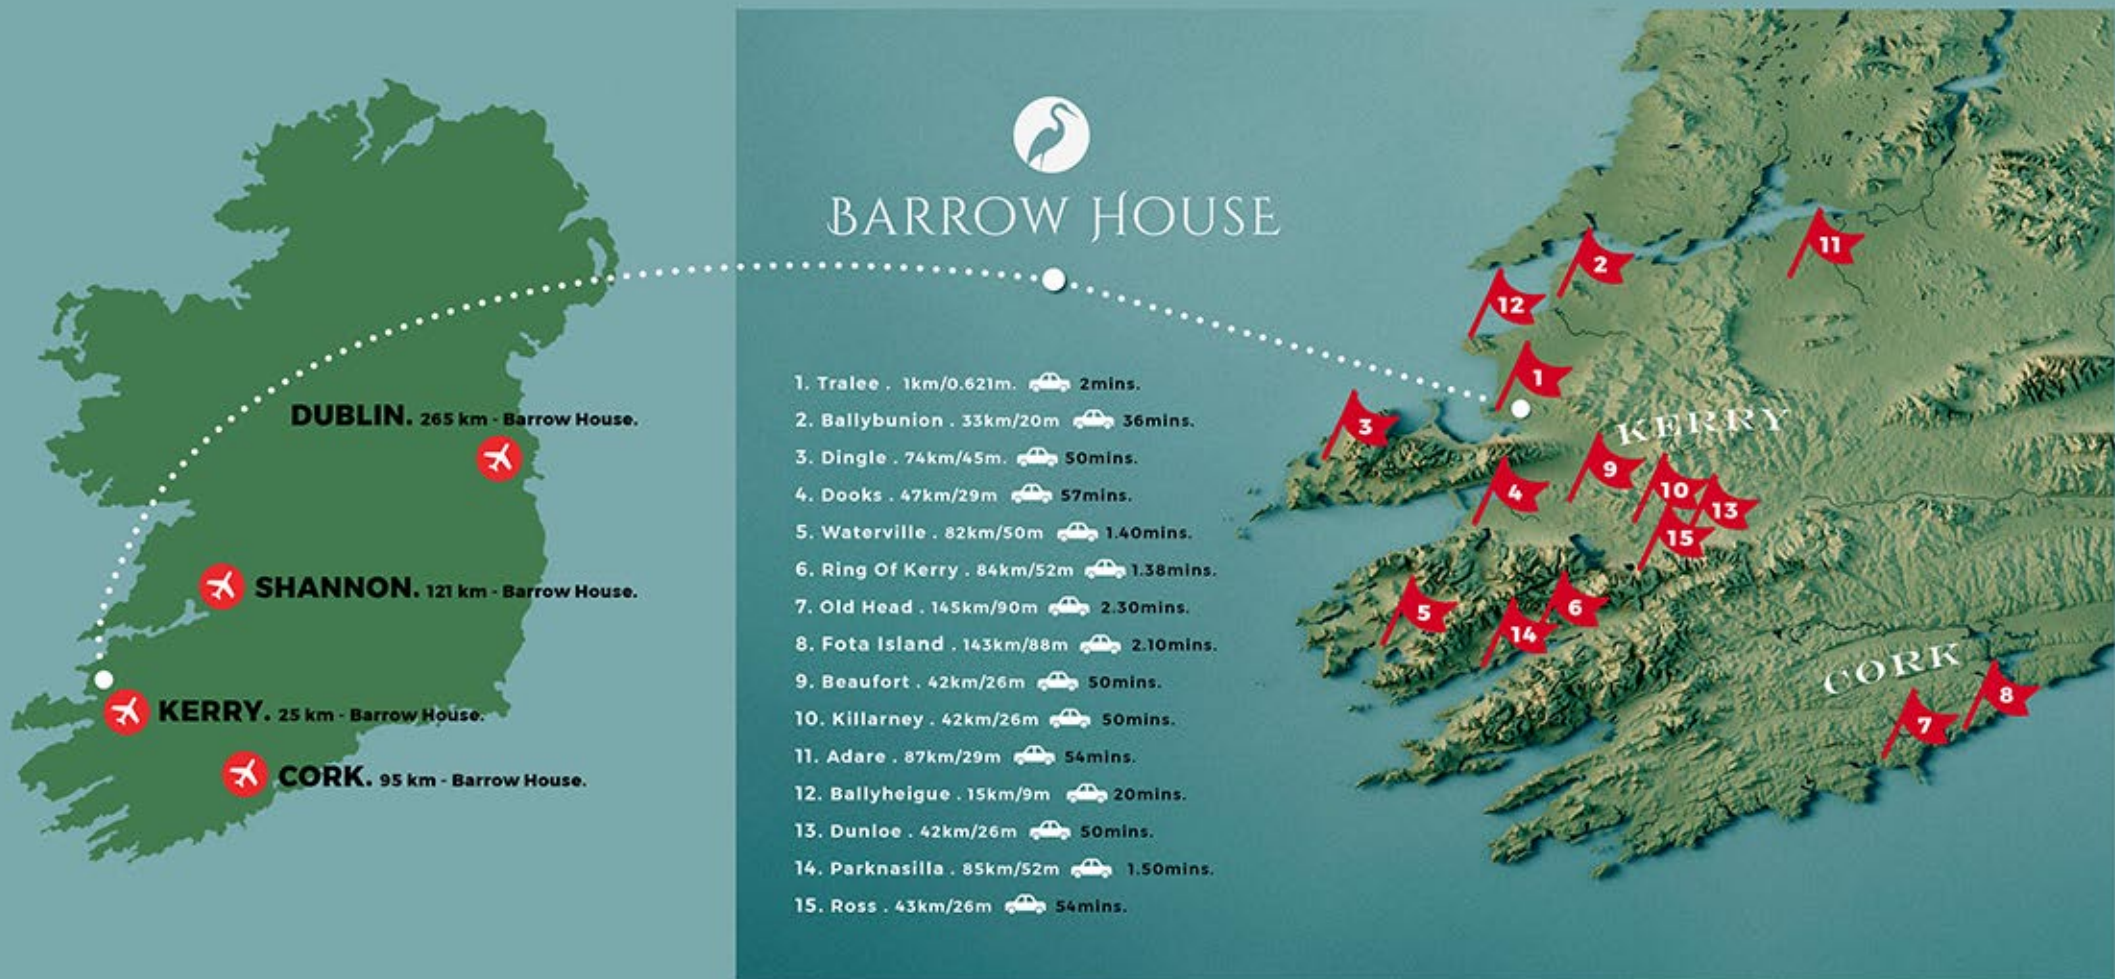 DUBLIN. 265 km - Barrow House.
SHANNON. 121 km - Barrow House.
KERRY. 25 km - Barrow House.
CORK. 95 km - Barrow House.
BARROW HOUSE
1. Tralee . 1km/0.621m. 2mins.
2. Ballybunion . 33km/20m 36mins.
3. Dingle . 74km/45m. 50mins.
4. Dooks . 47km/29m 57mins.
5. Waterville . 82km/50m 1.40mins.
6. Ring Of Kerry . 84km/52m 1.38mins.
7. Old Head . 145km/90m 2.30mins.
8. Fota Island . 143km/88m 2.10mins.
9. Beaufort . 42km/26m 50mins.
10. Killarney . 42km/26m 50mins.
11. Adare . 87km/29m 54mins.
12. Ballyheigue . 15km/9m 20mins.
13. Dunloe . 42km/26m 50mins.
14. Parknasilla . 85km/52m 1.50mins.
15. Ross . 43km/26m 54mins.
11
2
12
1
KERRY
3
9
4
10
13
15
5
6
14
CORK
8
7